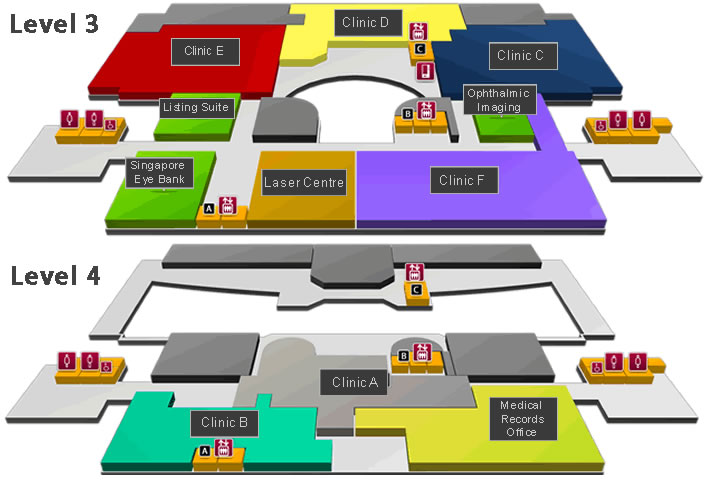 Level 3
Clinic D
Clinic E
Clinic C
C
Listing Suite
Ophthalmic
Imaging
B
Singapore
Eye Bank
Laser Centre
Clinic F
A
Level 4
C
B
Clinic A
Clinic B
Medical
Records
Office
A